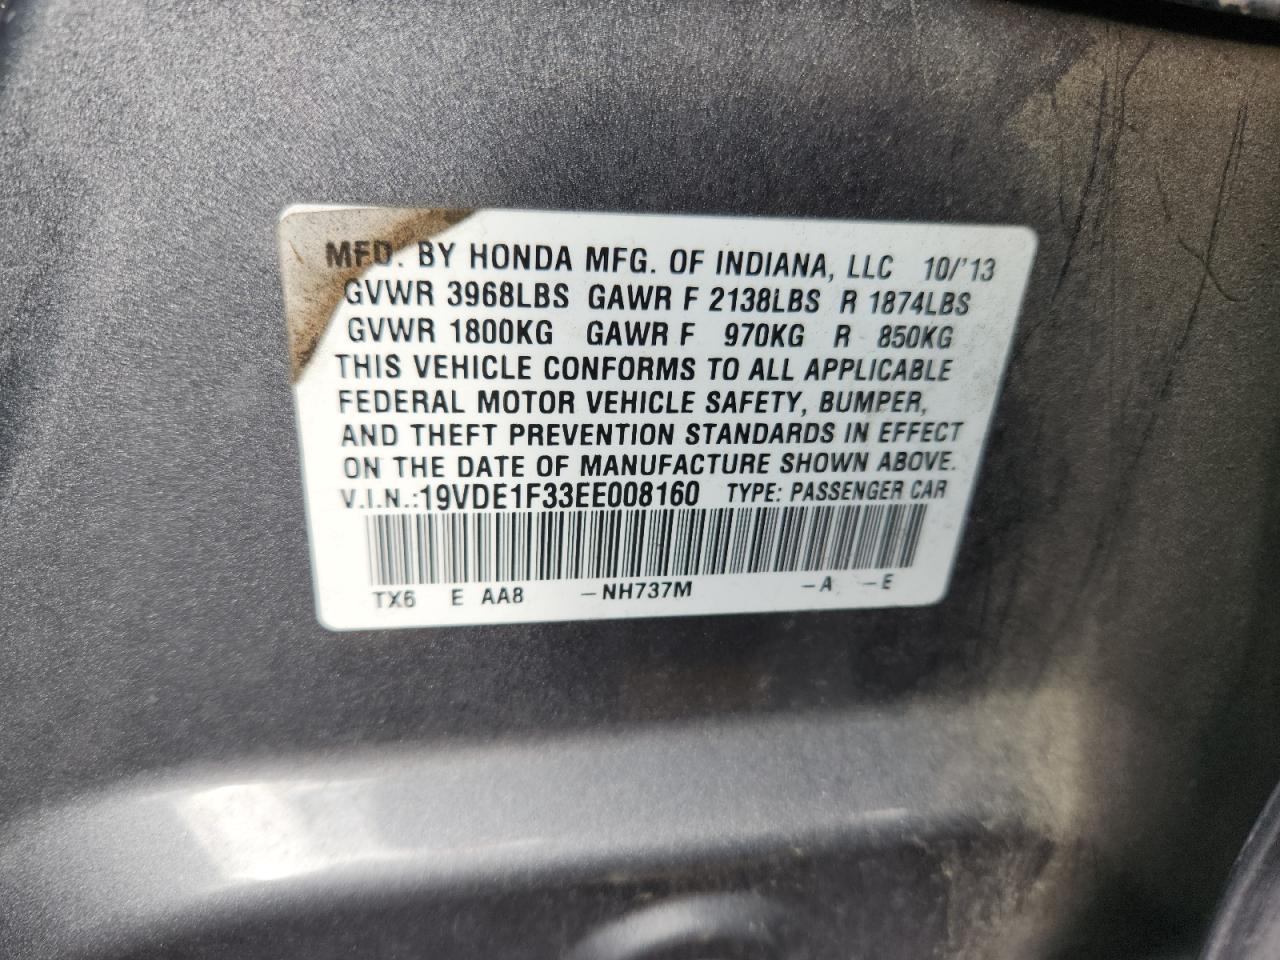 MFD. BY HONDA MFG. OF INDIANA, LLC 10/'13
GVWR 3968LBS GAWR F 2138LBS R 1874LBS
GVWR 1800KG GAWR F 970KG R 850KG
THIS VEHICLE CONFORMS TO ALL APPLICABLE
FEDERAL MOTOR VEHICLE SAFETY, BUMPER,
AND THEFT PREVENTION STANDARDS IN EFFECT
ON THE DATE OF MANUFACTURE SHOWN ABOVE.
V.I.N.:19VDE1F33EE008160 TYPE: PASSENGER CAR
TX6 E AA8 -NH737M -A -E